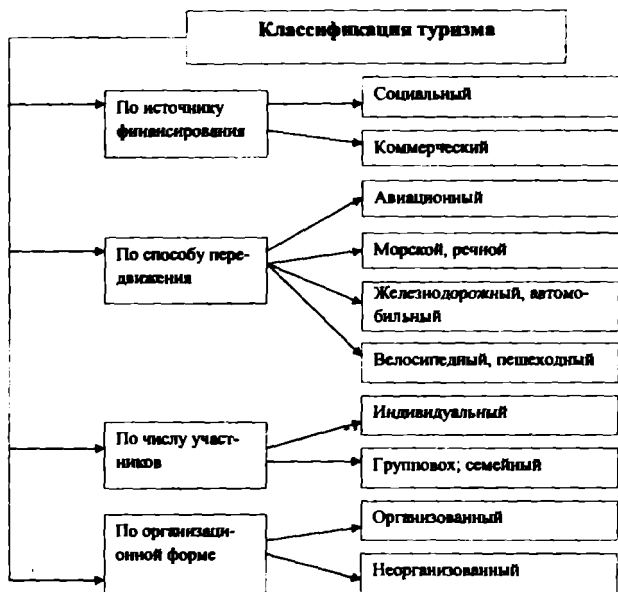 Классификация туризма
По источнику
финансирования
Социальный
Коммерческий
По способу пере-
движения
Авиационный
Морской, речной
Железнодорожный, автомо-
бильный
Велосипедный, пешеходный
По числу участ-
ников
Индивидуальный
Групповох; семейный
По организаци-
онной форме
Организованный
Неорганизованный